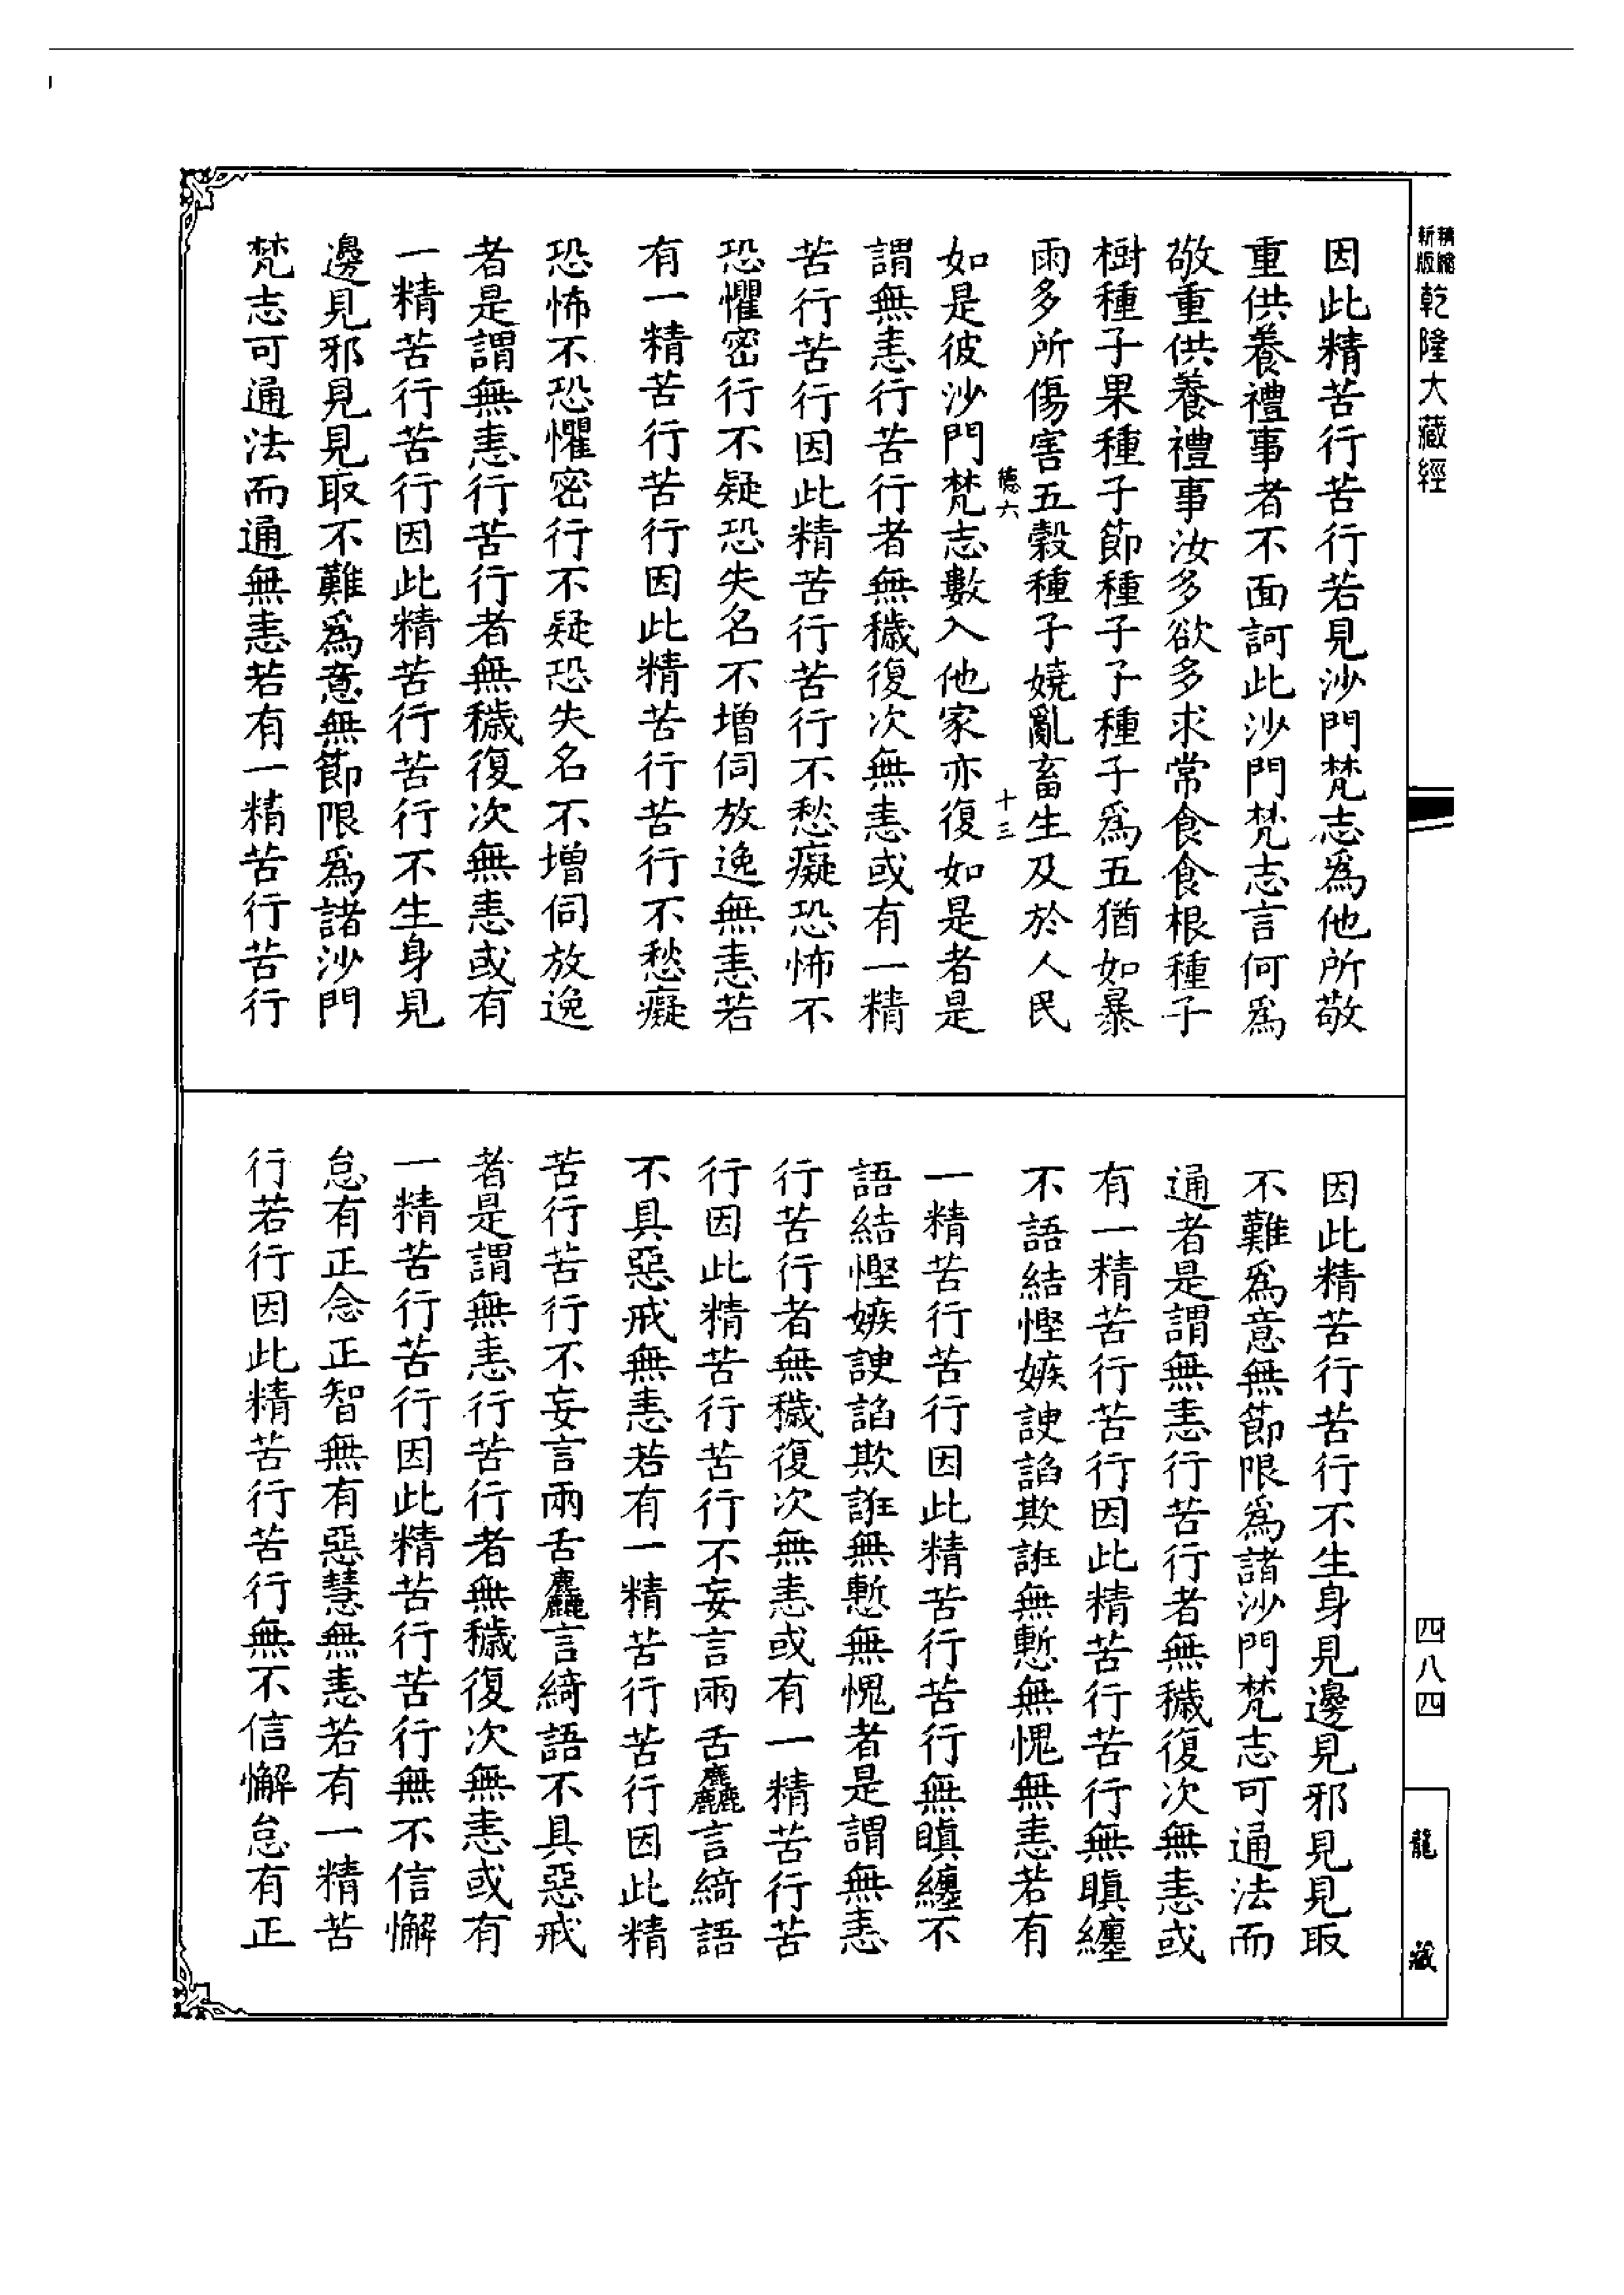 精縮新版乾隆大藏經
因此精苦行苦行若見沙門梵志為他所敬
重供養禮事者不面訶此沙門梵志言何爲
敬重供養禮事汝多欲多求常食食根種子
樹種子果種子節種子子種子爲五猶如暴
雨多所傷害五穀種子嬈亂畜生及於人民
德六 十三
如是彼沙門梵志數入他家亦復如是者是
謂無恚行苦行者無穢復次無恚或有一精
苦行苦行因此精苦行苦行不愁癡恐怖不
恐懼密行不疑恐失名不增伺放逸無恚若
有一精苦行苦行因此精苦行苦行不愁癡
恐怖不恐懼密行不疑恐失名不增伺放逸
者是謂無恚行苦行者無穢復次無恚或有
一精苦行苦行因此精苦行苦行不生身見
邊見邪見見取不難爲意無節限爲諸沙門
梵志可通法而通無恚若有一精苦行苦行
因此精苦行苦行不生身見邊見邪見見取
不難爲意無節限爲諸沙門梵志可通法而
通者是謂無恚行苦行者無穢復次無恚或
有一精苦行苦行因此精苦行苦行無瞋纏
不語結慳嫉諛諂欺誑無慙無愧無恚若有
一精苦行苦行因此精苦行苦行無瞋纏不
語結慳嫉諛諂欺誑無慙無愧者是謂無恚
行苦行者無穢復次無恚或有一精苦行苦
行因此精苦行苦行不妄言兩舌麤言綺語
不具惡戒無恚若有一精苦行苦行因此精
苦行苦行不妄言兩舌麤言綺語不具惡戒
者是謂無恚行苦行者無穢復次無恚或有
一精苦行苦行因此精苦行苦行無不信懈
怠有正念正智無有惡慧無恚若有一精苦
行若行因此精苦行苦行無不信懈怠有正
四八四
龍藏